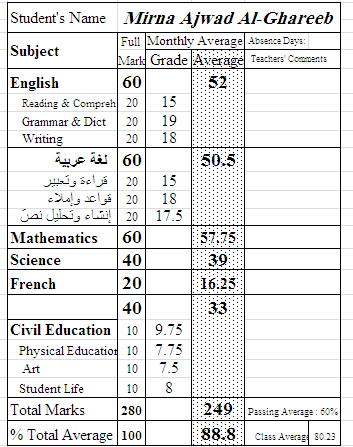 Student's Name Mirna Ajwad Al-Ghareeb
Subject Full Mark Monthly Average Absence Days:
Grade Average Teachers' Comments
English 60 52
Reading & Compreh 20 15
Grammar & Dict 20 19
Writing 20 18
لغة عربية 60 50.5
قراءة وتعبير 20 15
قواعد وإملاء 20 18
إنشاء وتحليل نصّ 20 17.5
Mathematics 60 57.75
Science 40 39
French 20 16.25
40 33
Civil Education 10 9.75
Physical Education 10 7.75
Art 10 7.5
Student Life 10 8
Total Marks 280 249 Passing Average : 60%
% Total Average 100 88.8 Class Average 80.23